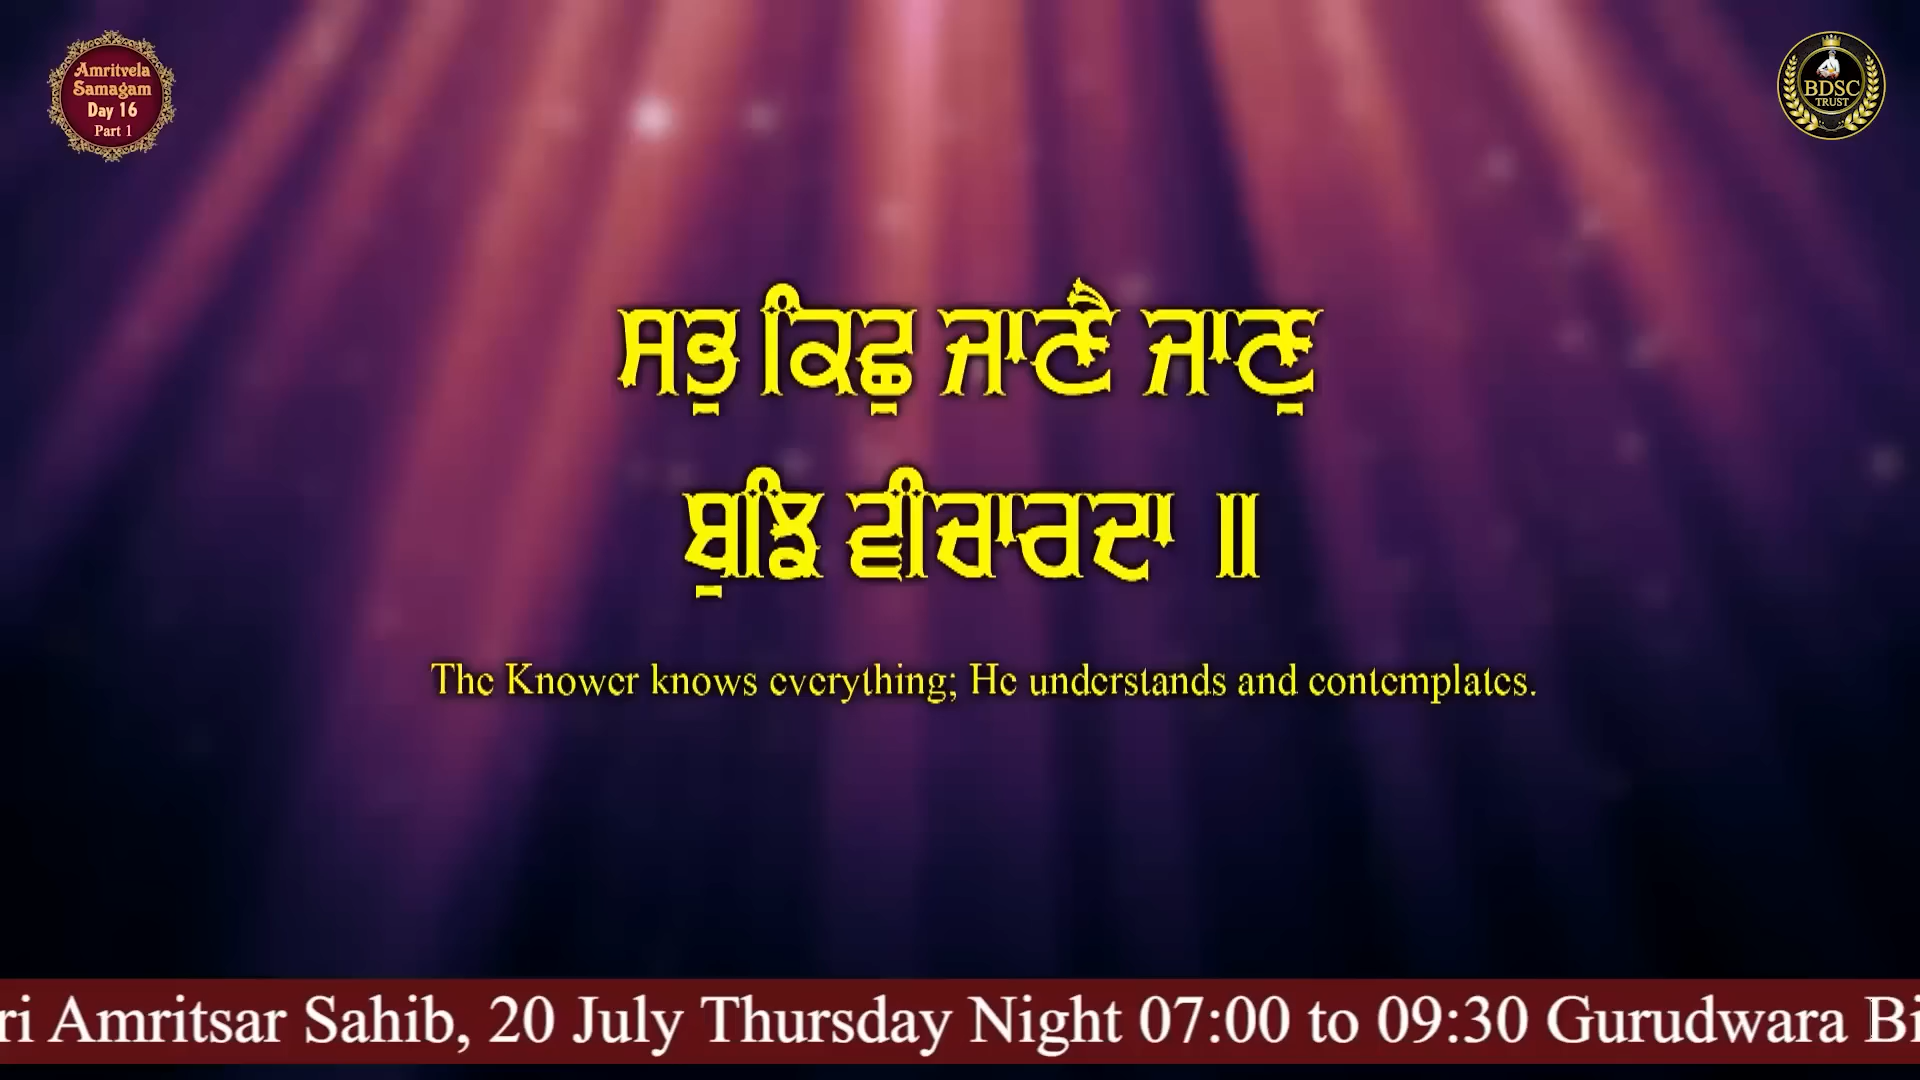 Amritvela
Samagam
Day 16
Part 1
BDSC
TRUST
ਸਭੁ ਕਿਛੁ ਜਾਣੈ ਜਾਣੁ
ਬੁਝਿ ਵੀਚਾਰਦਾ ॥
The Knower knows everything; He understands and contemplates.
ri Amritsar Sahib, 20 July Thursday Night 07:00 to 09:30 Gurudwara Bi